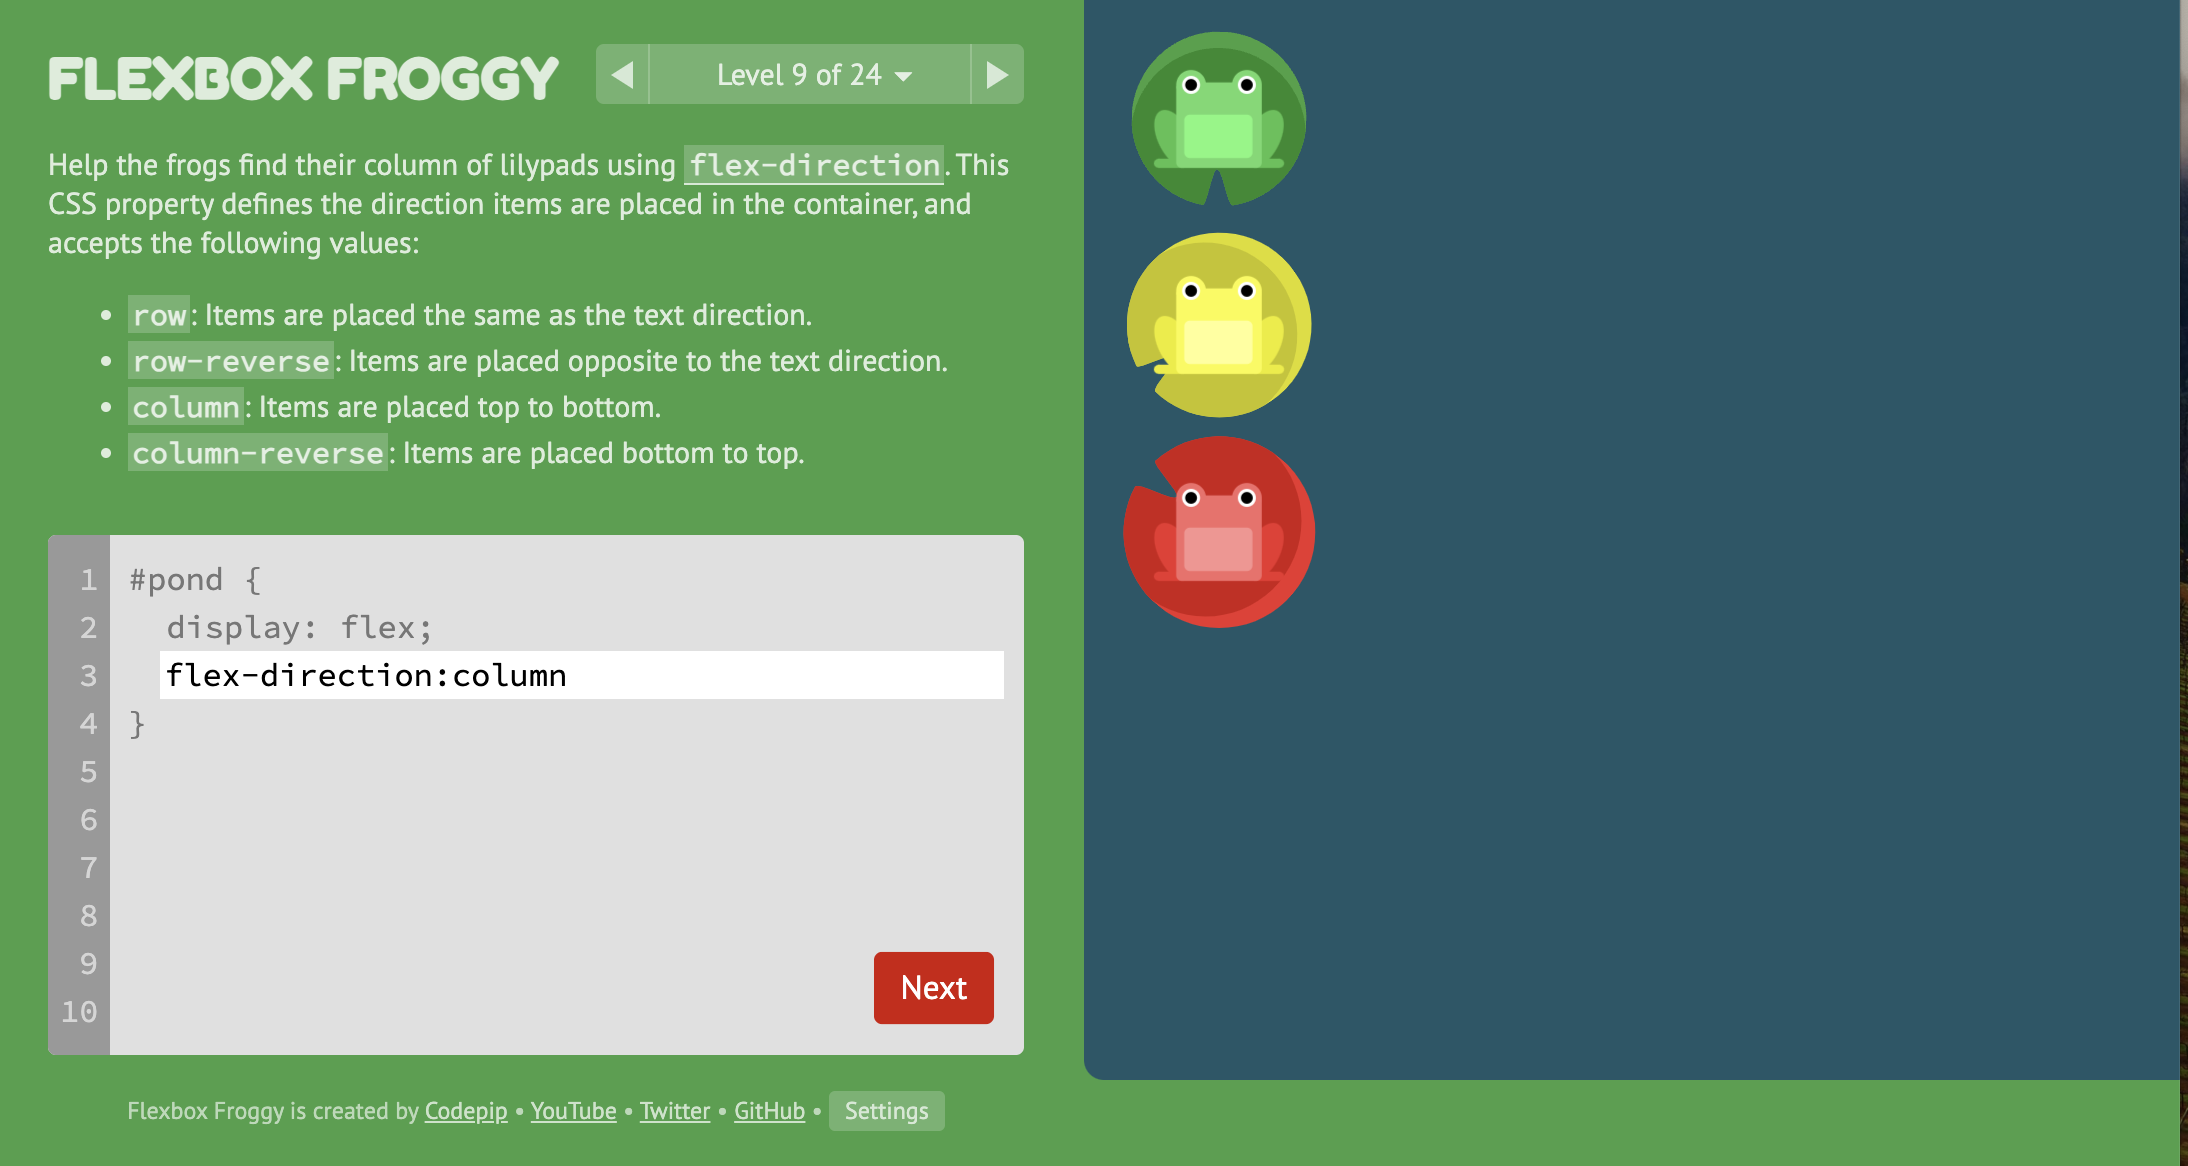 FLEXBOX FROGGY
Level 9 of 24
Help the frogs find their column of lilypads using flex-direction. This
CSS property defines the direction items are placed in the container, and
accepts the following values:
• row: Items are placed the same as the text direction.
• row-reverse: Items are placed opposite to the text direction.
• column: Items are placed top to bottom.
• column-reverse: Items are placed bottom to top.
1 #pond {
2 display: flex;
3 flex-direction:column
4 }
5
6
7
8
9
10
Next
Flexbox Froggy is created by Codepip • YouTube • Twitter • GitHub • Settings